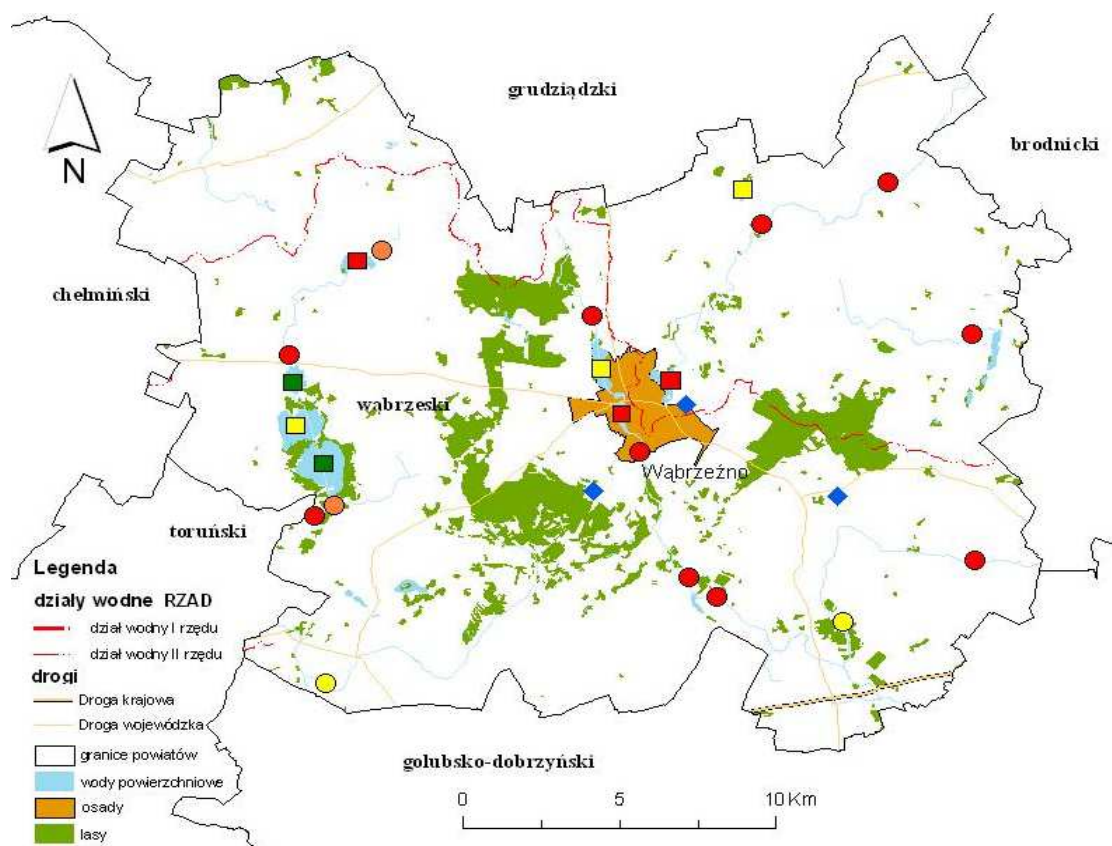 grudziądzki
brodnicki
N
chełmiński
wąbrzeski
Wąbrzeźno
toruński
golubsko-dobrzyński
Legenda
działy wodne RZAD
dział wodny I rzędu
dział wodny II rzędu
drogi
Droga krajowa
Droga wojewódzka
granice powiatów
wody powierzchniowe
osady
lasy
0 5 10 Km